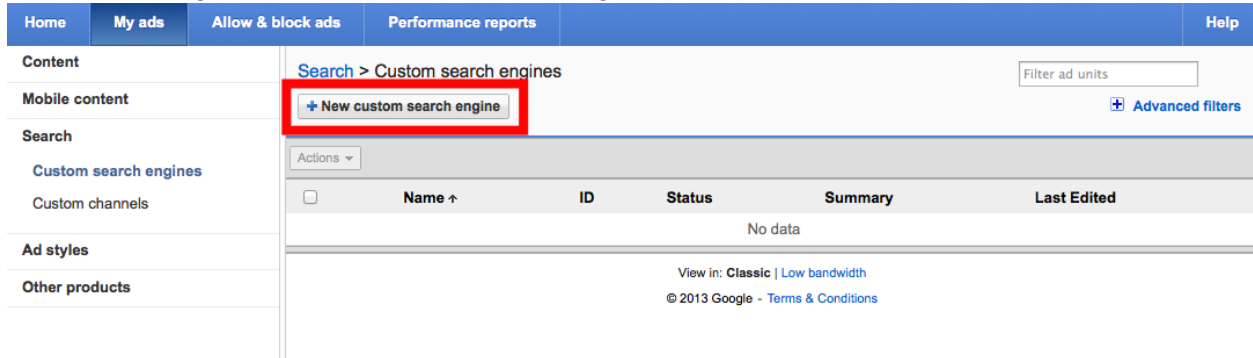 Home My ads Allow & block ads Performance reports Help
Content
Mobile content
Search
Custom search engines
Custom channels
Ad styles
Other products
Search > Custom search engines
Filter ad units
+ New custom search engine
+ Advanced filters
Actions
Name ↑ ID Status Summary Last Edited
No data
View in: Classic | Low bandwidth
© 2013 Google - Terms & Conditions